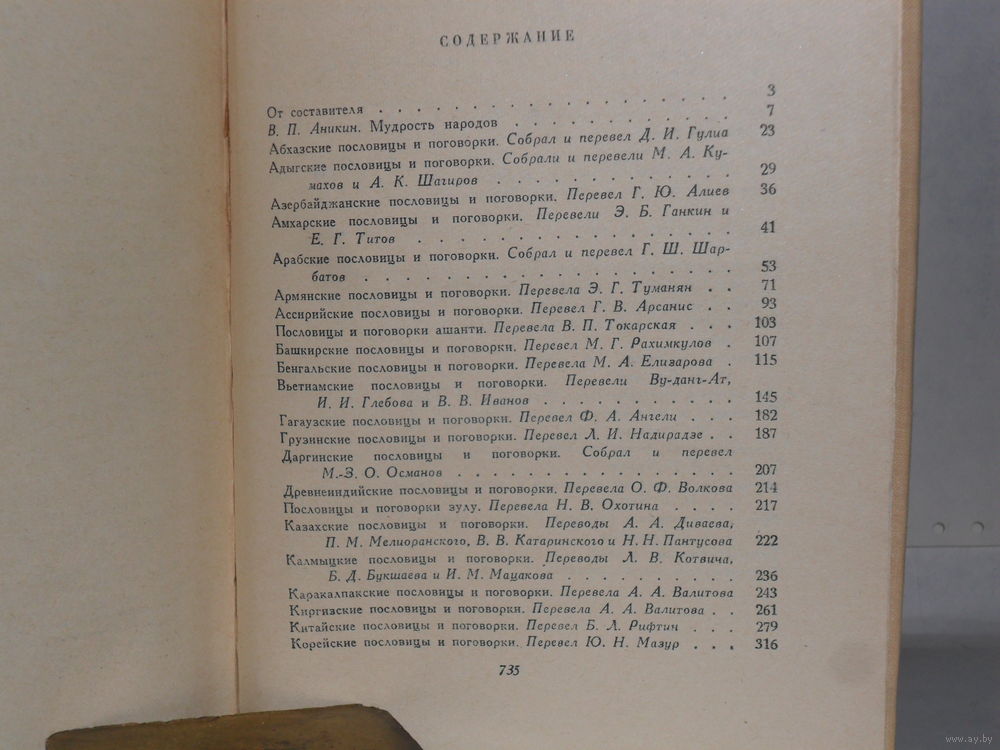 СОДЕРЖАНИЕ
От составителя . . . . . . . . . . . . . . . . . 3
В. П. Аникин. Мудрость народов . . . . . . . . . . 7
Абхазские пословицы и поговорки. Собрал и перевел Д. И. Гулиа 23
Адыгские пословицы и поговорки. Собрали и перевели М. А. Ку-
махов и А. К. Шагиров . . . . . . . . . . . . 29
Азербайджанские пословицы и поговорки. Перевел Г. Ю. Алиев 36
Амхарские пословицы и поговорки. Перевели Э. Б. Ганкин и
Е. Г. Титов . . . . . . . . . . . . . . . . 41
Арабские пословицы и поговорки. Собрал и перевел Г. Ш. Шар-
батов . . . . . . . . . . . . . . . . . . 53
Армянские пословицы и поговорки. Перевела Э. Г. Туманян . . 71
Ассирийские пословицы и поговорки. Перевел Г. В. Арсанис . . 93
Пословицы и поговорки ашанти. Перевела В. П. Токарская . . . 103
Башкирские пословицы и поговорки. Перевел М. Г. Рахимкулов . 107
Бенгальские пословицы и поговорки. Перевела М. А. Елизарова . 115
Вьетнамские пословицы и поговорки. Перевели Ву-данг-Ат,
И. И. Глебова и В. В. Иванов . . . . . . . . . . 145
Гагаузские пословицы и поговорки. Перевел Ф. А. Ангели . . . 182
Грузинские пословицы и поговорки. Перевел Л. И. Надирадзе . . 187
Даргинские пословицы и поговорки. Собрал и перевел
М.-З. О. Османов . . . . . . . . . . . . . . 207
Древнеиндийские пословицы и поговорки. Перевела О. Ф. Волкова 214
Пословицы и поговорки зулу. Перевела Н. В. Охотина . . . . 217
Казахские пословицы и поговорки. Переводы А. А. Диваева,
П. М. Мелиоранского, В. В. Катаринского и Н. Н. Пантусова 222
Калмыцкие пословицы и поговорки. Переводы Л. В. Котвича,
Б. Д. Букшаева и И. М. Мацакова . . . . . . . . . 236
Каракалпакские пословицы и поговорки. Перевела А. А. Валитова 243
Киргизские пословицы и поговорки. Перевела А. А. Валитова . . 261
Китайские пословицы и поговорки. Перевел Б. Л. Рифтин . . . 279
Корейские пословицы и поговорки. Перевел Ю. Н. Мазур . . . 316
735
www.ay.by